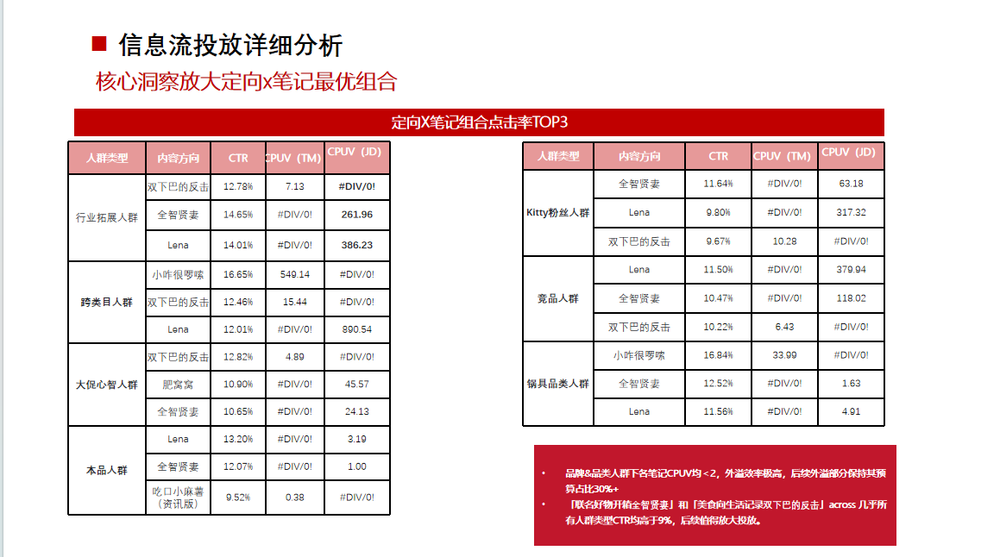 信息流投放详细分析
核心洞察放大定向x笔记最优组合
定向X笔记组合点击率TOP3
人群类型 内容方向 CTR CPUV（TM） CPUV（JD）
行业拓展人群
双下巴的反击 12.78% 7.13 #DIV/0!
全智贤妻 14.65% #DIV/0! 261.96
Lena 14.01% #DIV/0! 386.23
跨类目人群
小咋很啰嗦 16.65% 549.14 #DIV/0!
双下巴的反击 12.46% 15.44 #DIV/0!
Lena 12.01% #DIV/0! 890.54
大促心智人群
双下巴的反击 12.82% 4.89 #DIV/0!
肥窝窝 10.90% #DIV/0! 45.57
全智贤妻 10.65% #DIV/0! 24.13
本品人群
Lena 13.20% #DIV/0! 3.19
全智贤妻 12.07% #DIV/0! 1.00
吃口小麻薯
（资讯版） 9.52% 0.38 #DIV/0!
人群类型 内容方向 CTR CPUV（TM） CPUV（JD）
Kitty粉丝人群
全智贤妻 11.64% #DIV/0! 63.18
Lena 9.80% #DIV/0! 317.32
双下巴的反击 9.67% 10.28 #DIV/0!
竞品人群
Lena 11.50% #DIV/0! 379.94
全智贤妻 10.47% #DIV/0! 118.02
双下巴的反击 10.22% 6.43 #DIV/0!
锅具品类人群
小咋很啰嗦 16.84% 33.99 #DIV/0!
全智贤妻 12.52% #DIV/0! 1.63
Lena 11.56% #DIV/0! 4.91
• 品牌&品类人群下各笔记CPUV均＜2，外溢效率极高，后续外溢部分保持其预
算占比30%+
• 「联名好物开箱全智贤妻」和「美食向生活记录双下巴的反击」across 几乎所
有人群类型CTR均高于9%，后续值得放大投放。